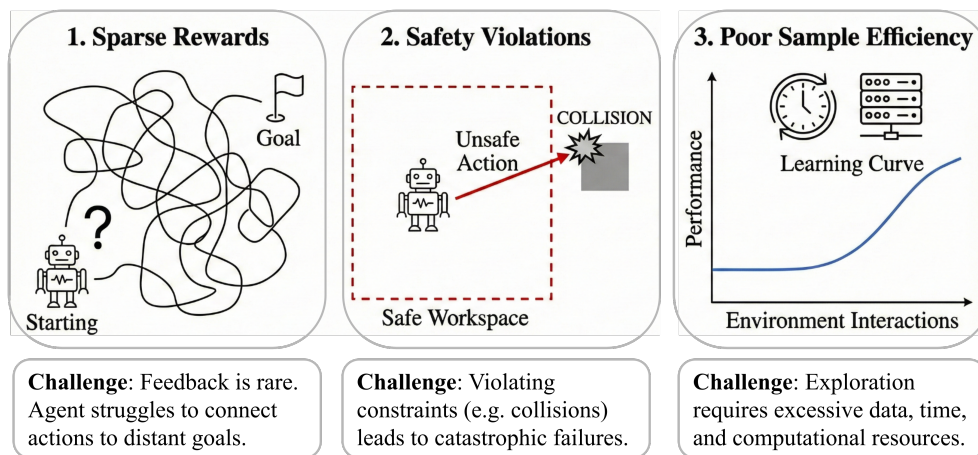 1. Sparse Rewards
Goal
?
Starting
Challenge: Feedback is rare.
Agent struggles to connect
actions to distant goals.
2. Safety Violations
COLLISION
Unsafe
Action
Safe Workspace
Challenge: Violating
constraints (e.g. collisions)
leads to catastrophic failures.
3. Poor Sample Efficiency
Learning Curve
Performance
Environment Interactions
Challenge: Exploration
requires excessive data, time,
and computational resources.